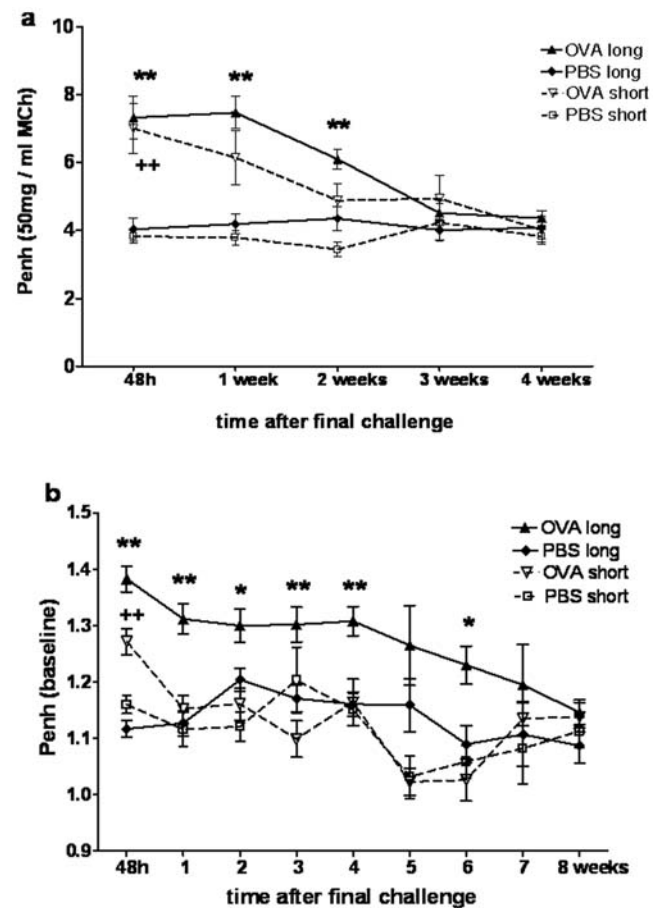 a
10
8
6
4
2
0
Penh (50mg / ml MCh)
** ** **
++
OVA long
PBS long
OVA short
PBS short
48h 1 week 2 weeks 3 weeks 4 weeks
time after final challenge
b
1.5
1.4
1.3
1.2
1.1
1.0
0.9
Penh (baseline)
** ** * ** ** *
++
OVA long
PBS long
OVA short
PBS short
48h 1 2 3 4 5 6 7 8 weeks
time after final challenge